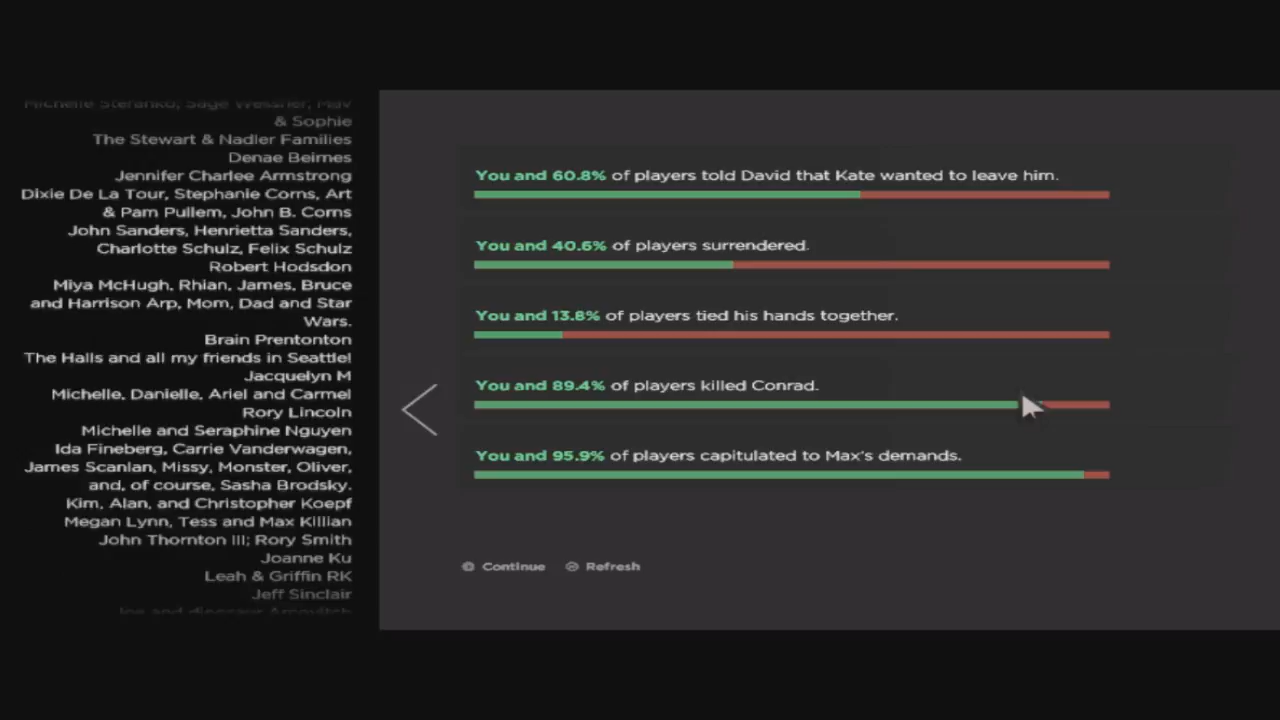 & Sophie
The Stewart & Nadler Families
Denae Beirnes
Jennifer Charlee Armstrong
Dixie De La Tour, Stephanie Corns, Art
& Pam Pullem, John B. Corns
John Sanders, Henrietta Sanders,
Charlotte Schulz, Felix Schulz
Robert Hodsdon
Miya McHugh, Rhian, James, Bruce
and Harrison Arp, Mom, Dad and Star
Wars.
Brain Prentonton
The Halls and all my friends in Seattle!
Jacquelyn M
Michelle, Danielle, Ariel and Carmel
Rory Lincoln
Michelle and Seraphine Nguyen
Ida Fineberg, Carrie Vanderwagen,
James Scanlan, Missy, Monster, Oliver,
and, of course, Sasha Brodsky.
Kim, Alan, and Christopher Koepf
Megan Lynn, Tess and Max Killian
John Thornton III; Rory Smith
Joanne Ku
Leah & Griffin RK
Jeff Sinclair
You and 60.8% of players told David that Kate wanted to leave him.
You and 40.6% of players surrendered.
You and 13.8% of players tied his hands together.
You and 89.4% of players killed Conrad.
You and 95.9% of players capitulated to Max's demands.
Continue Refresh